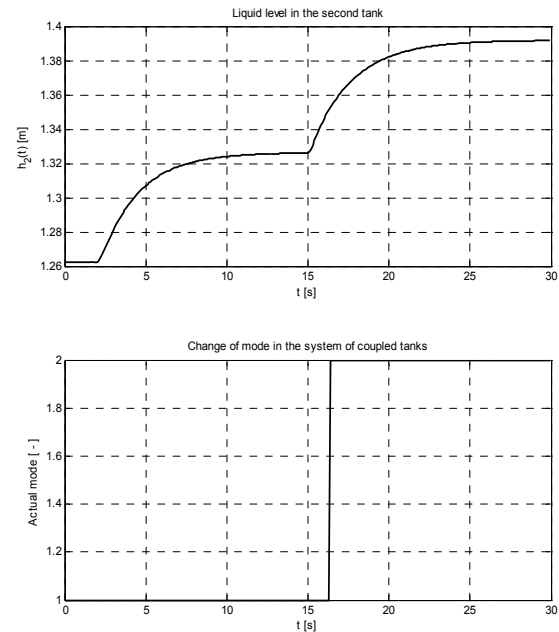 Liquid level in the second tank
1.4
1.38
1.36
1.34
1.32
1.3
1.28
1.26
h2(t) [m]
0 5 10 15 20 25 30
t [s]
Change of mode in the system of coupled tanks
2
1.8
1.6
1.4
1.2
1
Actual mode [ - ]
0 5 10 15 20 25 30
t [s]